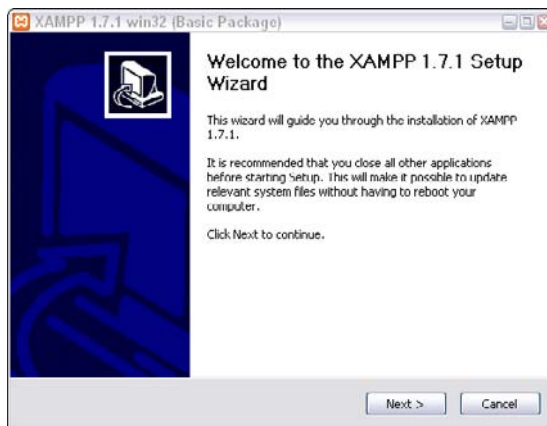 XAMPP 1.7.1 win32 (Basic Package)
Welcome to the XAMPP 1.7.1 Setup
Wizard
This wizard will guide you through the installation of XAMPP
1.7.1.
It is recommended that you close all other applications
before starting Setup. This will make it possible to update
relevant system files without having to reboot your
computer.
Click Next to continue.
Next >
Cancel